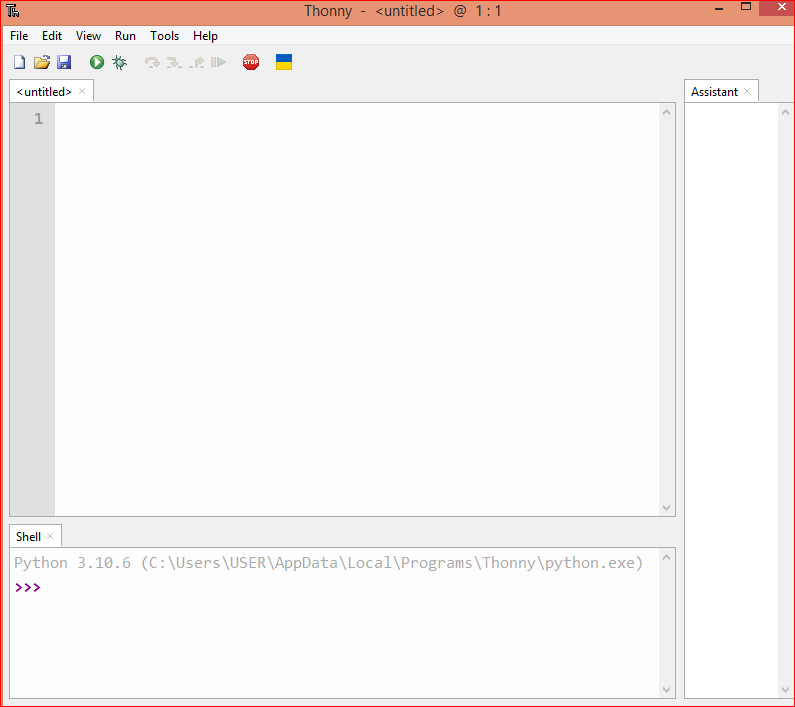 Thonny - <untitled> @ 1 : 1
File Edit View Run Tools Help
STOP
<untitled>
Assistant
1
Shell
Python 3.10.6 (C:\Users\USER\AppData\Local\Programs\Thonny\python.exe)
>>>